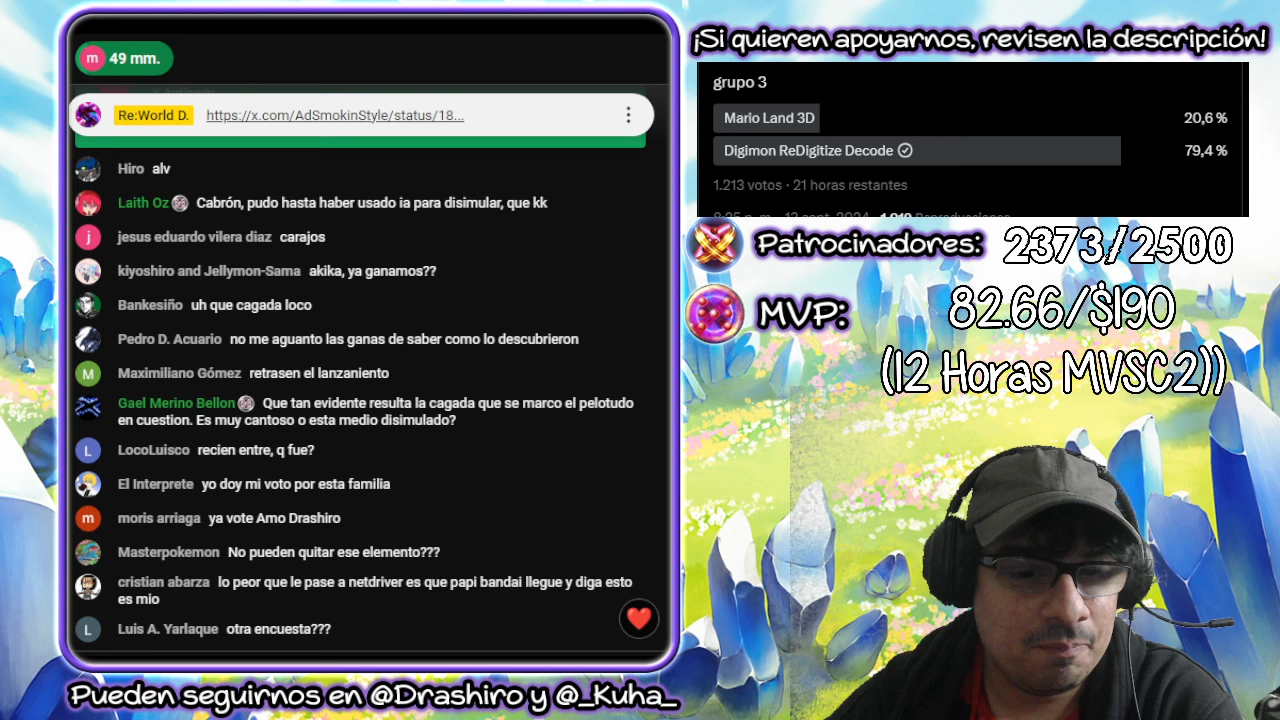 m 49 mm.
Re:World D. https://x.com/AdSmokinStyle/status/18...
Hiro alv
Laith Oz Cabrón, pudo hasta haber usado ia para disimular, que kk
j jesus eduardo vilera diaz carajos
kiyoshiro and Jellymon-Sama akika, ya ganamos??
Bankesiño uh que cagada loco
Pedro D. Acuario no me aguanto las ganas de saber como lo descubrieron
M Maximiliano Gómez retrasen el lanzaniento
Gael Merino Bellon Que tan evidente resulta la cagada que se marco el pelotudo
en cuestion. Es muy cantoso o esta medio disimulado?
L LocoLuisco recien entre, q fue?
El Interprete yo doy mi voto por esta familia
m moris arriaga ya vote Amo Drashiro
Masterpokemon No pueden quitar ese elemento???
cristian abarza lo peor que le pase a netdriver es que papi bandai llegue y diga esto
es mio
L Luis A. Yarlaque otra encuesta???
Pueden seguirnos en @Drashiro y @_Kuha_
¡Si quieren apoyarnos, revisen la descripción!
grupo 3
Mario Land 3D 20,6 %
Digimon ReDigitize Decode 79,4 %
1.213 votos · 21 horas restantes
Patrocinadores: 2373/2500
MVP: 82.66/$190
(12 Horas MVSC2))